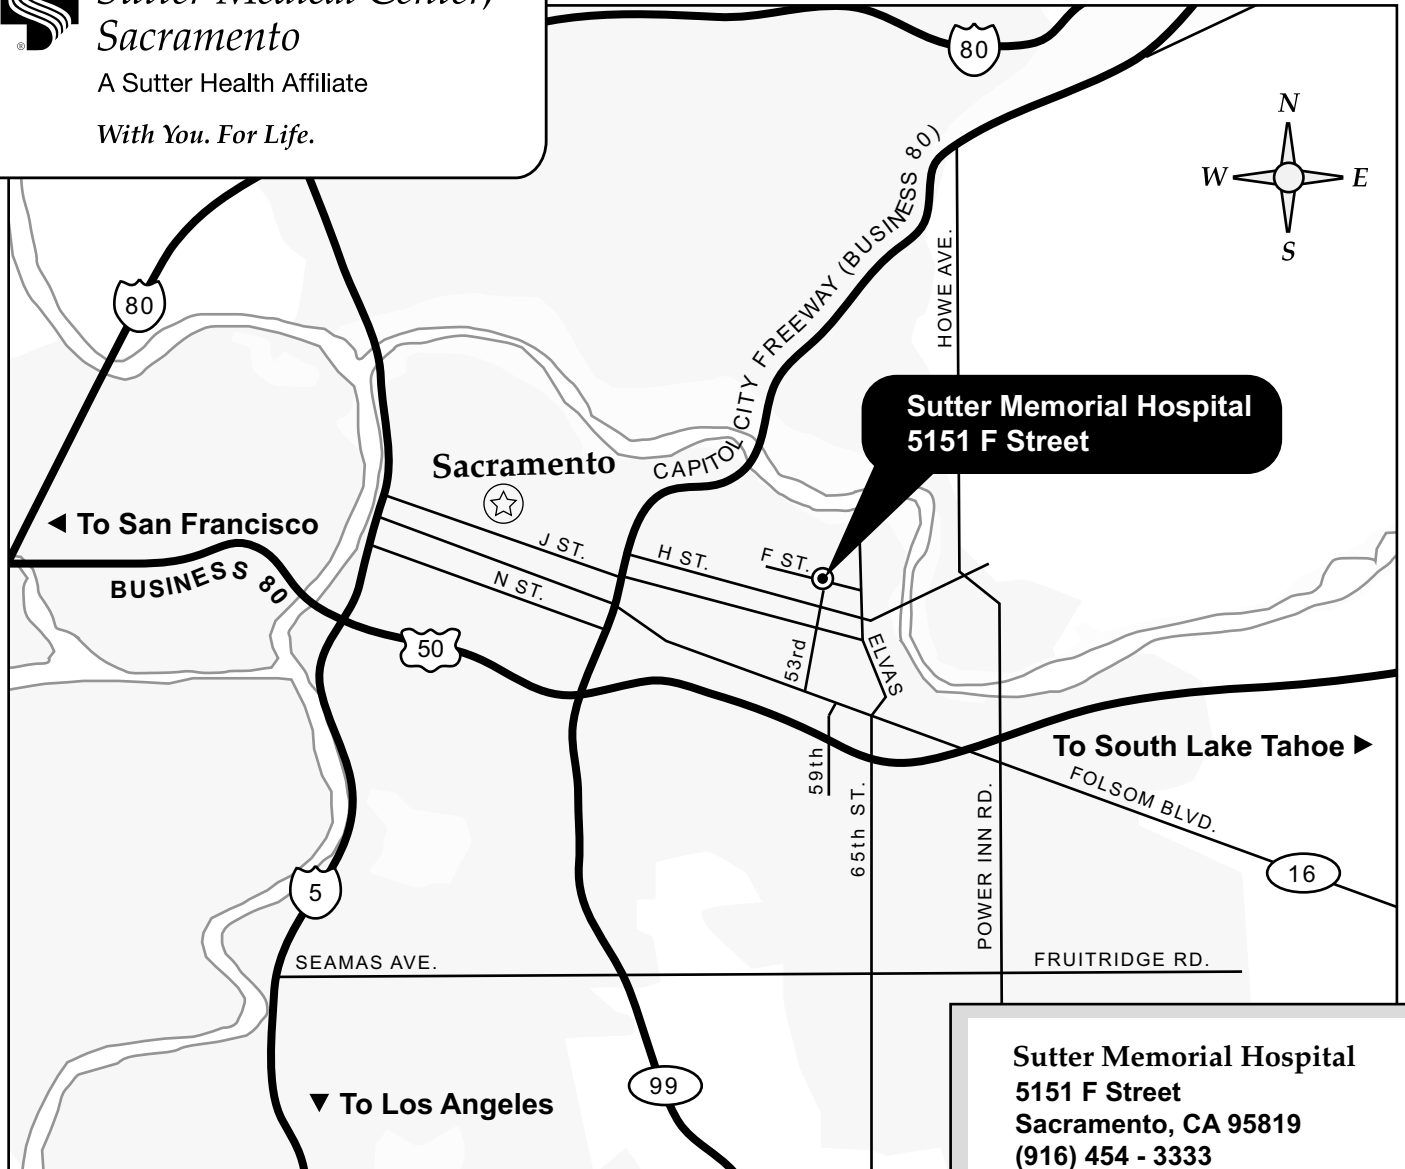 Sutter Medical Center,
Sacramento
®
A Sutter Health Affiliate
With You. For Life.
80
N
W E
S
80
CAPITOL CITY FREEWAY (BUSINESS 80)
HOWE AVE.
Sutter Memorial Hospital
5151 F Street
Sacramento
To San Francisco
BUSINESS 80
J ST.
H ST.
F ST.
N ST.
50
53rd
ELVAS
To South Lake Tahoe
59th
65th ST.
POWER INN RD.
FOLSOM BLVD.
16
5
SEAMAS AVE.
FRUITRIDGE RD.
99
To Los Angeles
Sutter Memorial Hospital
5151 F Street
Sacramento, CA 95819
(916) 454 - 3333